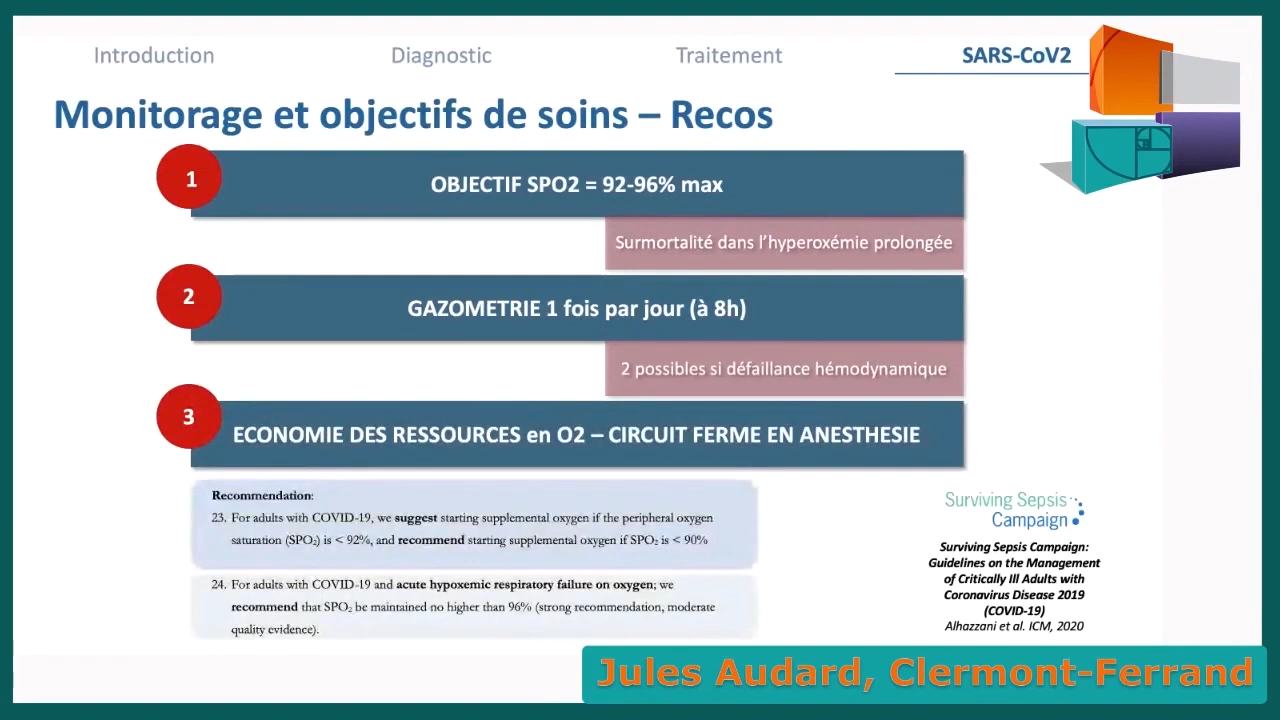 Introduction
Diagnostic
Traitement
SARS-CoV2
Monitorage et objectifs de soins – Recos
1
OBJECTIF SPO2 = 92-96% max
Surmortalité dans l'hyperoxémie prolongée
2
GAZOMETRIE 1 fois par jour (à 8h)
2 possibles si défaillance hémodynamique
3
ECONOMIE DES RESSOURCES en O2 – CIRCUIT FERME EN ANESTHESIE
Recommendation:
23. For adults with COVID-19, we suggest starting supplemental oxygen if the peripheral oxygen
saturation (SPO₂) is < 92%, and recommend starting supplemental oxygen if SPO₂ is < 90%
24. For adults with COVID-19 and acute hypoxemic respiratory failure on oxygen; we
recommend that SPO₂ be maintained no higher than 96% (strong recommendation, moderate
quality evidence).
Surviving Sepsis
Campaign
Surviving Sepsis Campaign:
Guidelines on the Management
of Critically Ill Adults with
Coronavirus Disease 2019
(COVID-19)
Alhazzani et al. ICM, 2020
Jules Audard, Clermont-Ferrand